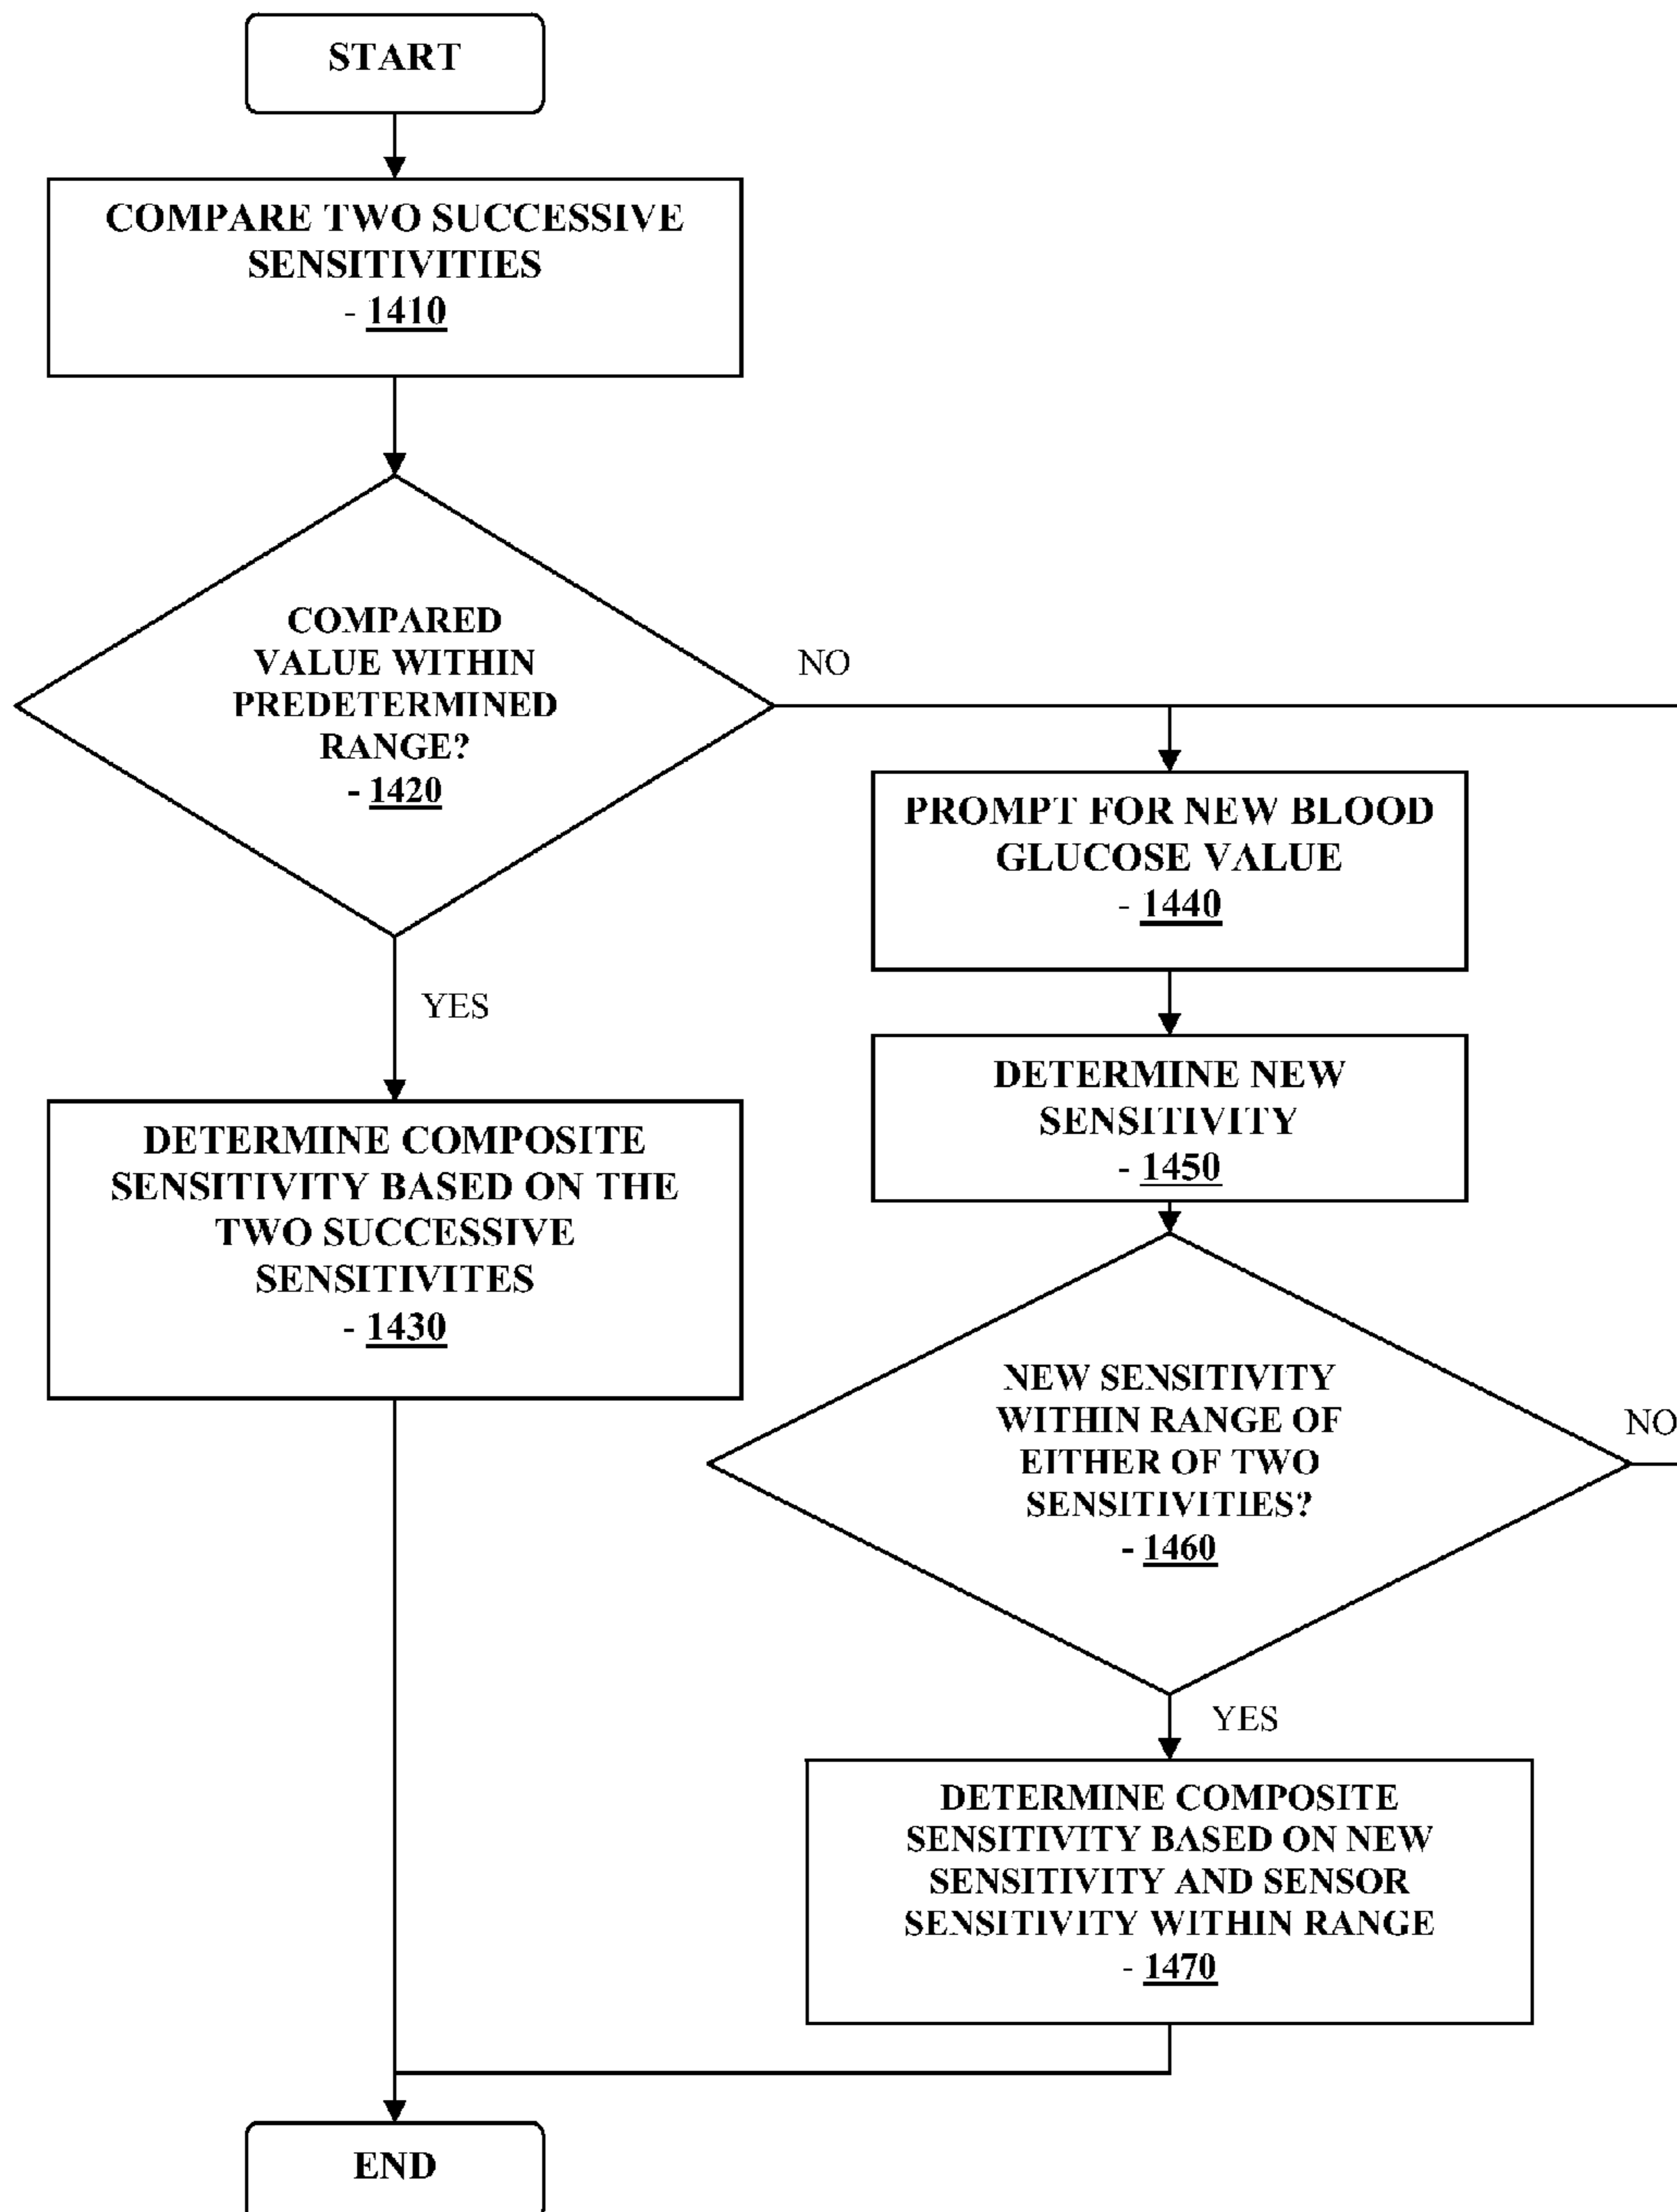 START
COMPARE TWO SUCCESSIVE
SENSITIVITIES
- 1410
COMPARED
VALUE WITHIN
PREDETERMINED
RANGE?
- 1420
NO
YES
PROMPT FOR NEW BLOOD
GLUCOSE VALUE
- 1440
DETERMINE NEW
SENSITIVITY
- 1450
DETERMINE COMPOSITE
SENSITIVITY BASED ON THE
TWO SUCCESSIVE
SENSITIVITES
- 1430
NEW SENSITIVITY
WITHIN RANGE OF
EITHER OF TWO
SENSITIVITIES?
- 1460
NO
YES
DETERMINE COMPOSITE
SENSITIVITY BASED ON NEW
SENSITIVITY AND SENSOR
SENSITIVITY WITHIN RANGE
- 1470
END